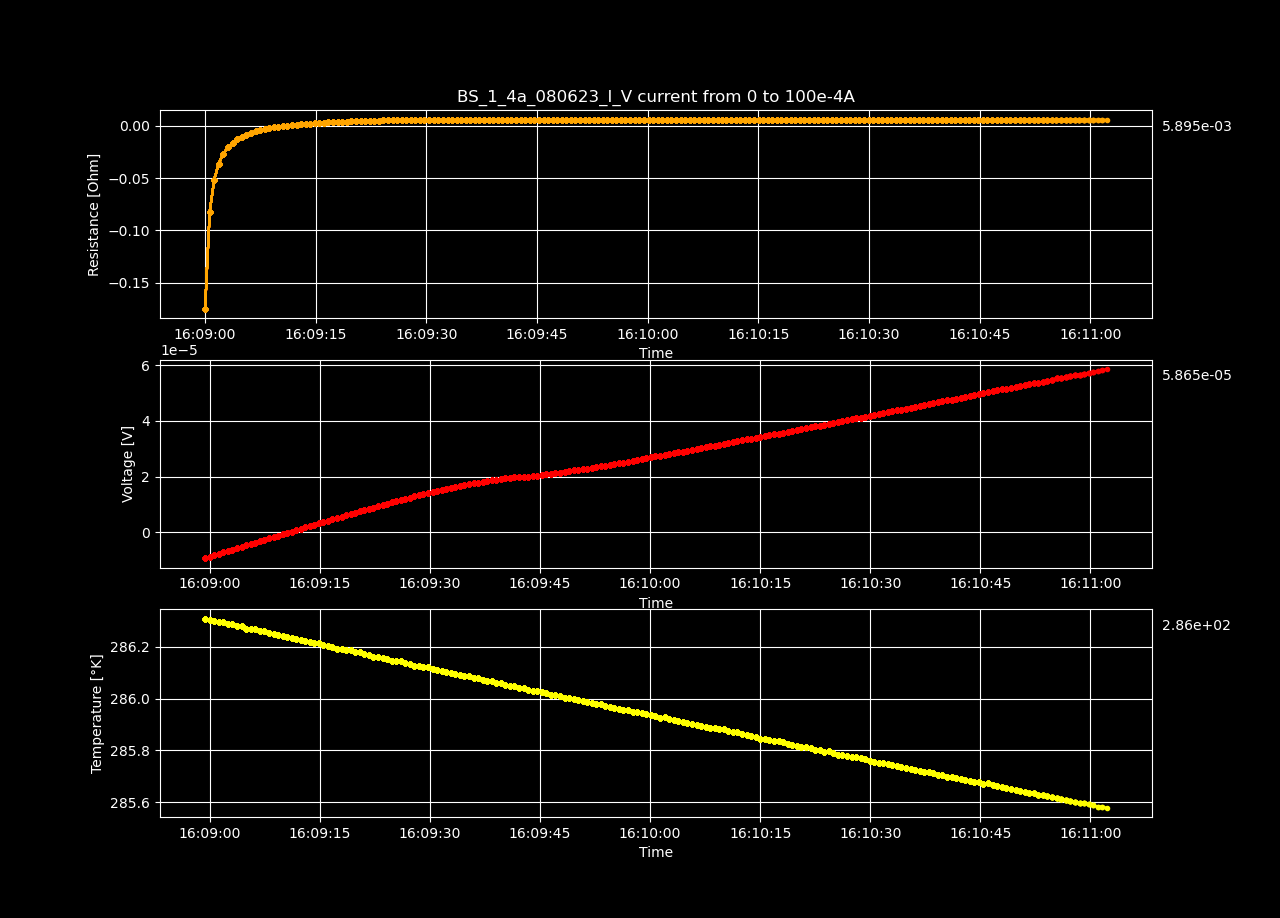 BS_1_4a_080623_I_V current from 0 to 100e-4A
0.00
−0.05
−0.10
−0.15
Resistance [Ohm]
5.895e-03
16:09:00 16:09:15 16:09:30 16:09:45 16:10:00 16:10:15 16:10:30 16:10:45 16:11:00
Time
1e−5
6
4
2
0
Voltage [V]
5.865e-05
16:09:00 16:09:15 16:09:30 16:09:45 16:10:00 16:10:15 16:10:30 16:10:45 16:11:00
Time
286.2
286.0
285.8
285.6
Temperature [°K]
2.86e+02
16:09:00 16:09:15 16:09:30 16:09:45 16:10:00 16:10:15 16:10:30 16:10:45 16:11:00
Time